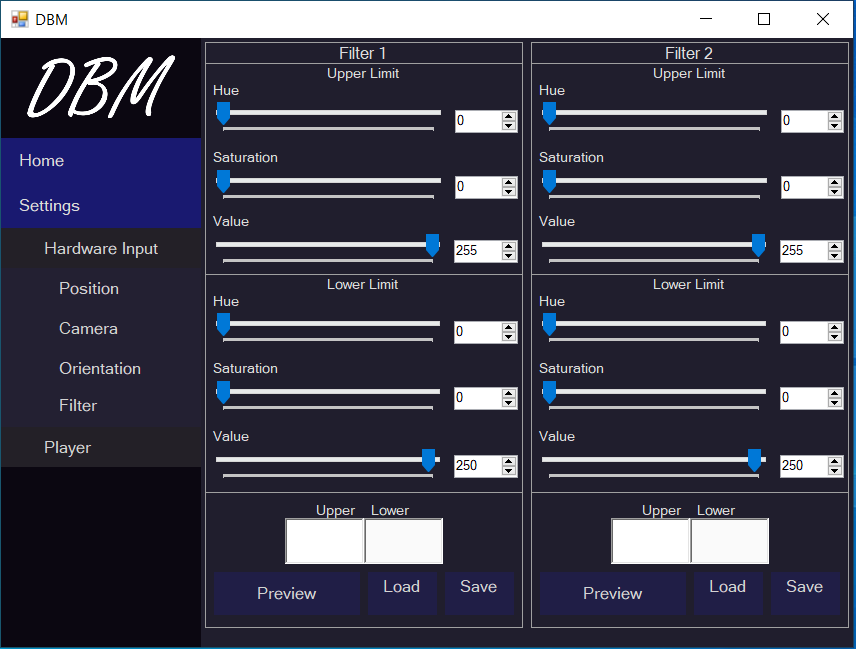 DBM
DBM
Home
Settings
Hardware Input
Position
Camera
Orientation
Filter
Player
Filter 1
Upper Limit
Hue
0
Saturation
0
Value
255
Lower Limit
Hue
0
Saturation
0
Value
250
Upper Lower
Preview Load Save
Filter 2
Upper Limit
Hue
0
Saturation
0
Value
255
Lower Limit
Hue
0
Saturation
0
Value
250
Upper Lower
Preview Load Save